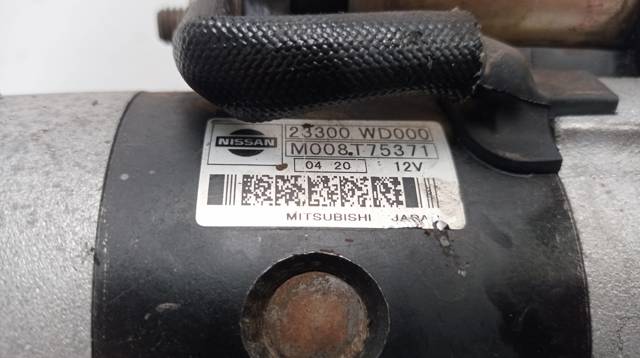 NISSAN
23300 WD000
M008T75371
04 20 12V
MITSUBISHI JAPAN